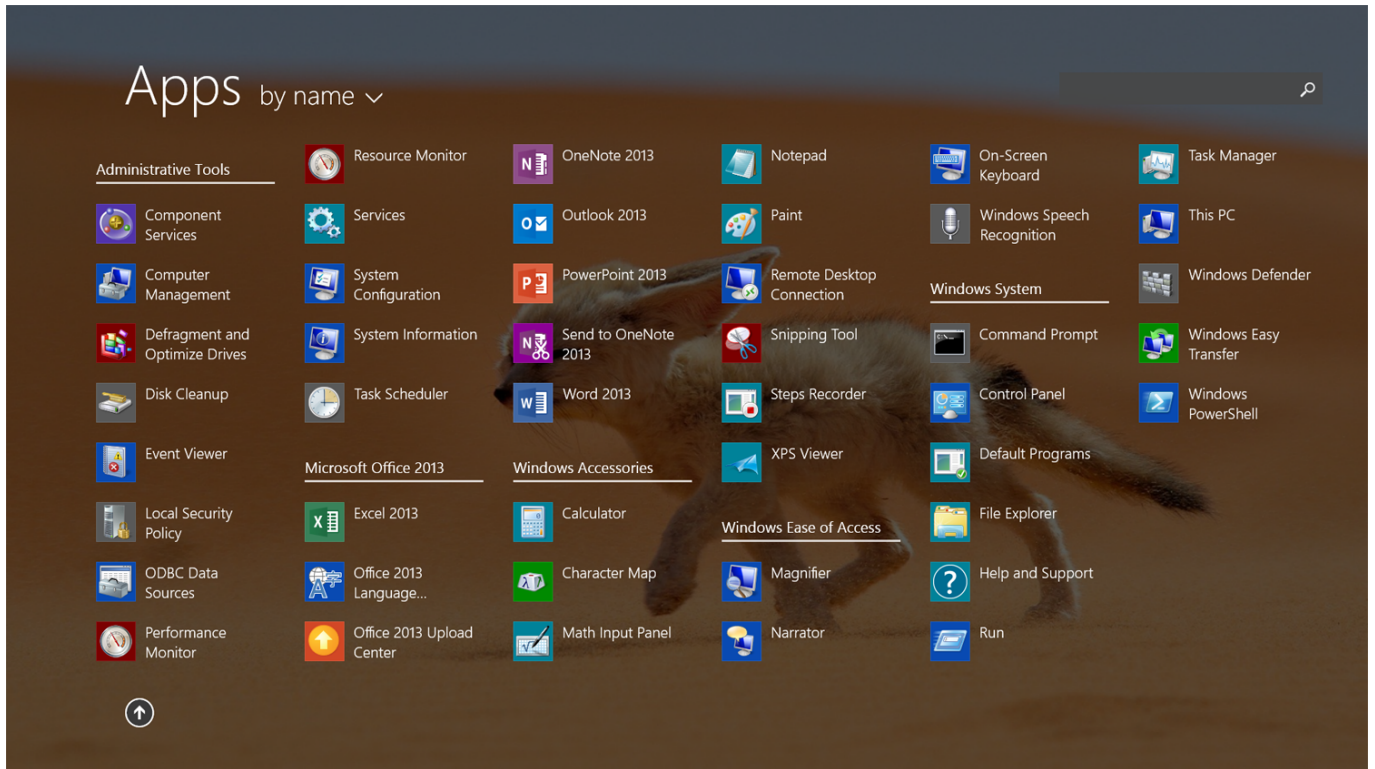 Apps by name
Administrative Tools
Component
Services
Computer
Management
Defragment and
Optimize Drives
Disk Cleanup
Event Viewer
Local Security
Policy
ODBC Data
Sources
Performance
Monitor
Resource Monitor
Services
System
Configuration
System Information
Task Scheduler
Microsoft Office 2013
Excel 2013
Office 2013
Language...
Office 2013 Upload
Center
OneNote 2013
Outlook 2013
PowerPoint 2013
Send to OneNote
2013
Word 2013
Windows Accessories
Calculator
Character Map
Math Input Panel
Notepad
Paint
Remote Desktop
Connection
Snipping Tool
Steps Recorder
XPS Viewer
Windows Ease of Access
Magnifier
Narrator
On-Screen
Keyboard
Windows Speech
Recognition
Windows System
Command Prompt
Control Panel
Default Programs
File Explorer
Help and Support
Run
Task Manager
This PC
Windows Defender
Windows Easy
Transfer
Windows
PowerShell